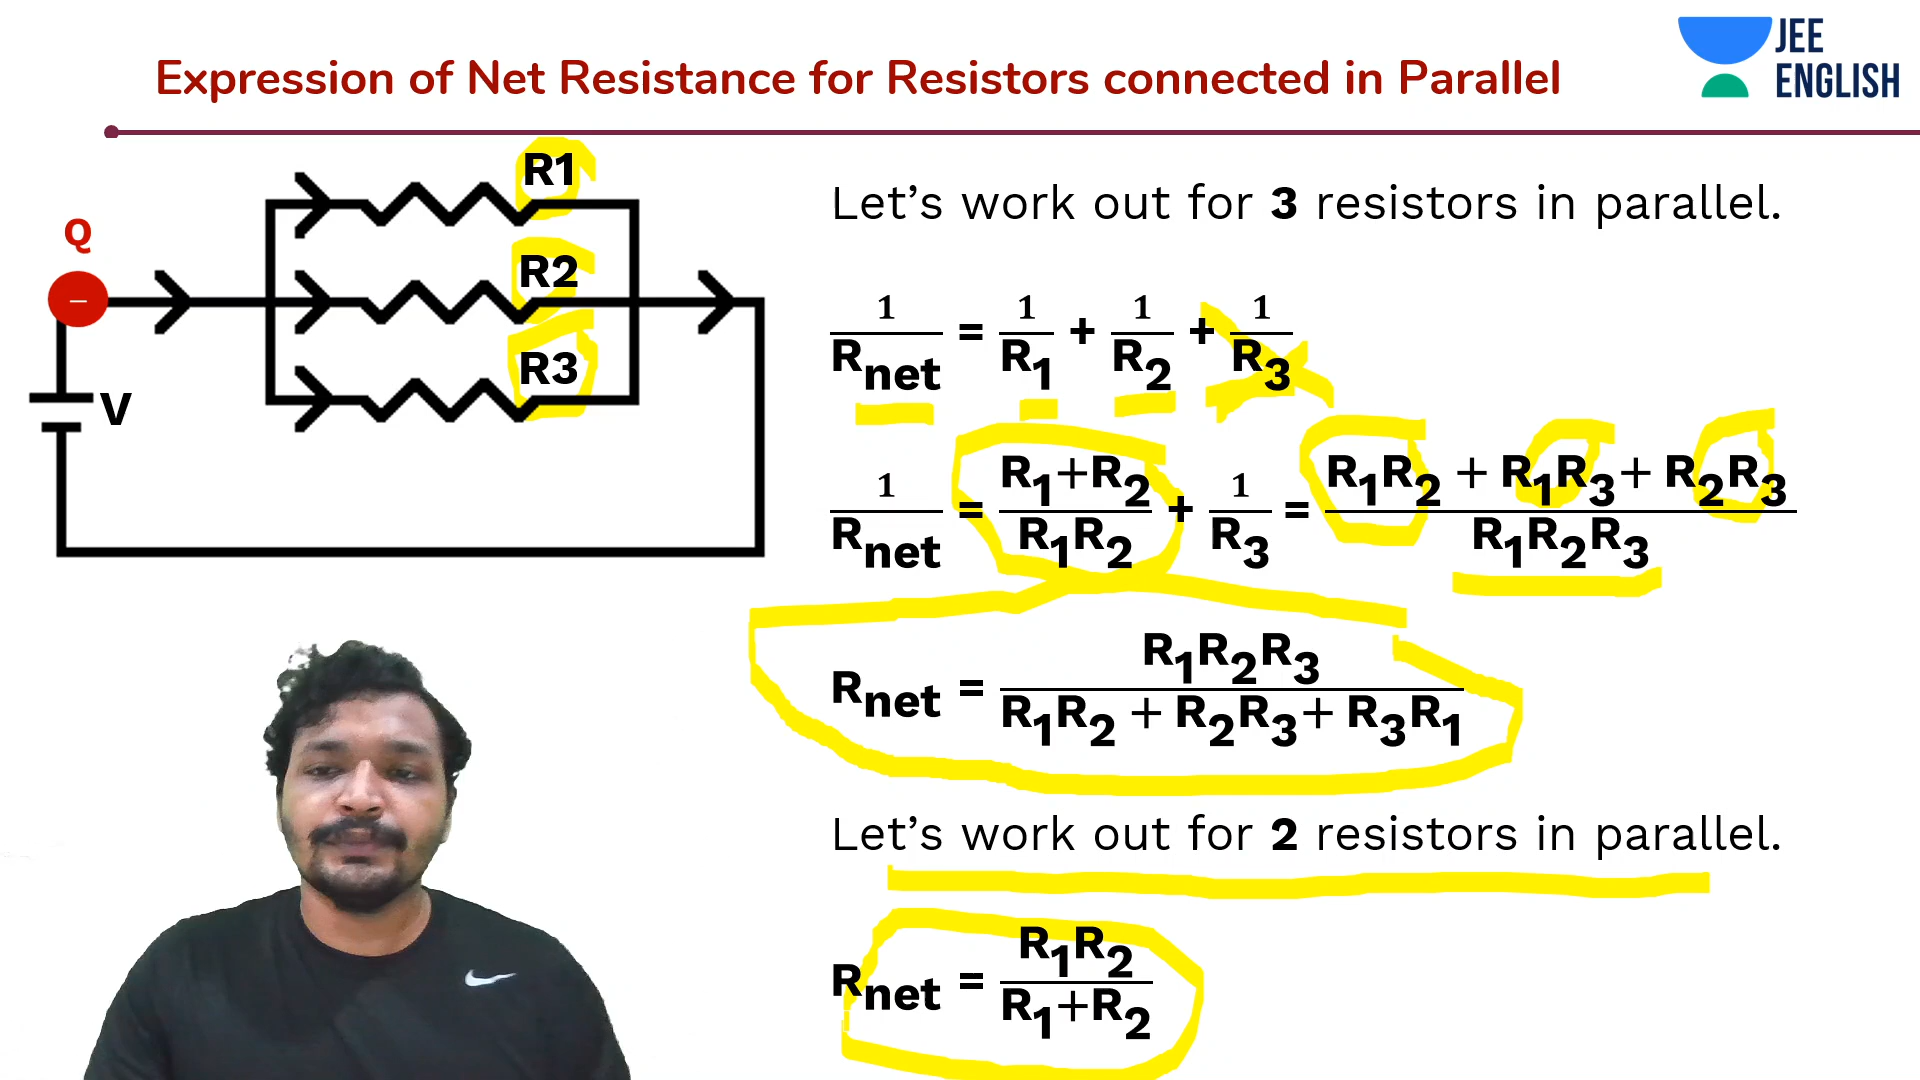 JEE
ENGLISH
Expression of Net Resistance for Resistors connected in Parallel
R1
Q
R2
–
R3
V
Let’s work out for 3 resistors in parallel.
1/Rnet = 1/R1 + 1/R2 + 1/R3
1/Rnet = R1+R2/R1R2 + 1/R3 = R1R2 + R1R3+ R2R3/R1R2R3
Rnet = R1R2R3/R1R2 + R2R3+ R3R1
Let’s work out for 2 resistors in parallel.
Rnet = R1R2/R1+R2